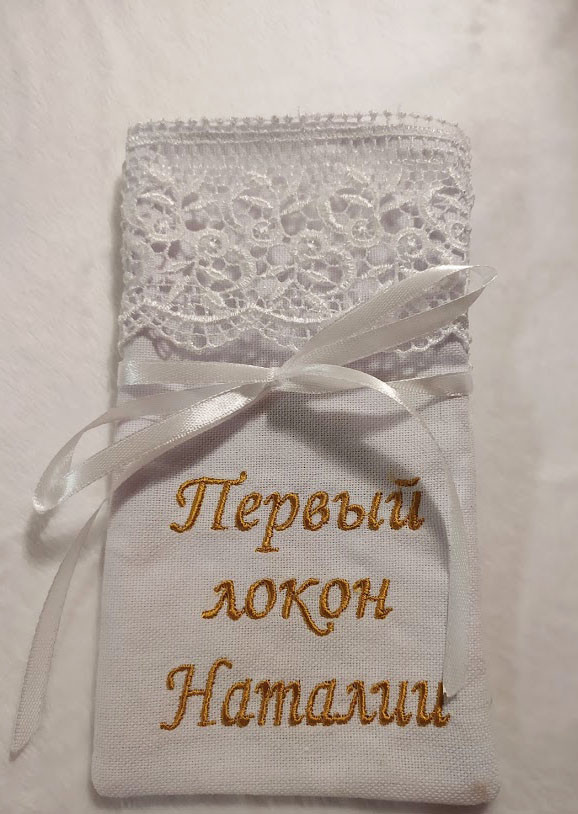 Первый
локон
Наталии